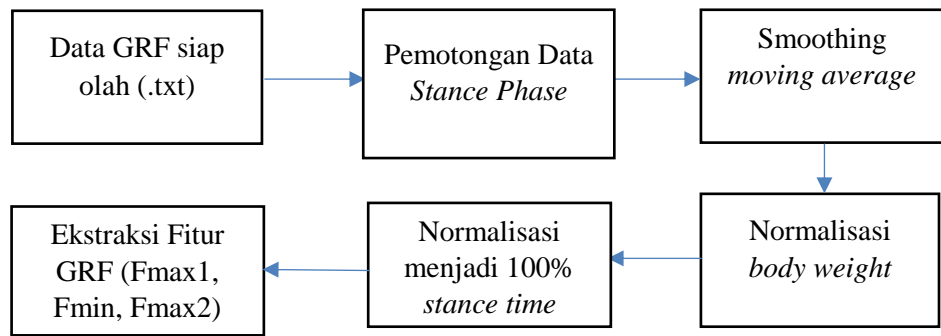 Data GRF siap
olah (.txt)
Pemotongan Data
Stance Phase
Smoothing
moving average
Normalisasi
body weight
Normalisasi
menjadi 100%
stance time
Ekstraksi Fitur
GRF (Fmax1,
Fmin, Fmax2)